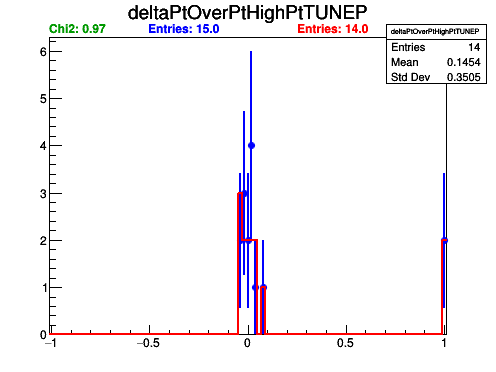 deltaPtOverPtHighPtTUNEP
Chi2: 0.97 Entries: 15.0 Entries: 14.0
deltaPtOverPtHighPtTUNEP
Entries 14
Mean 0.1454
Std Dev 0.3505
6
5
4
3
2
1
0
−1 −0.5 0 0.5 1